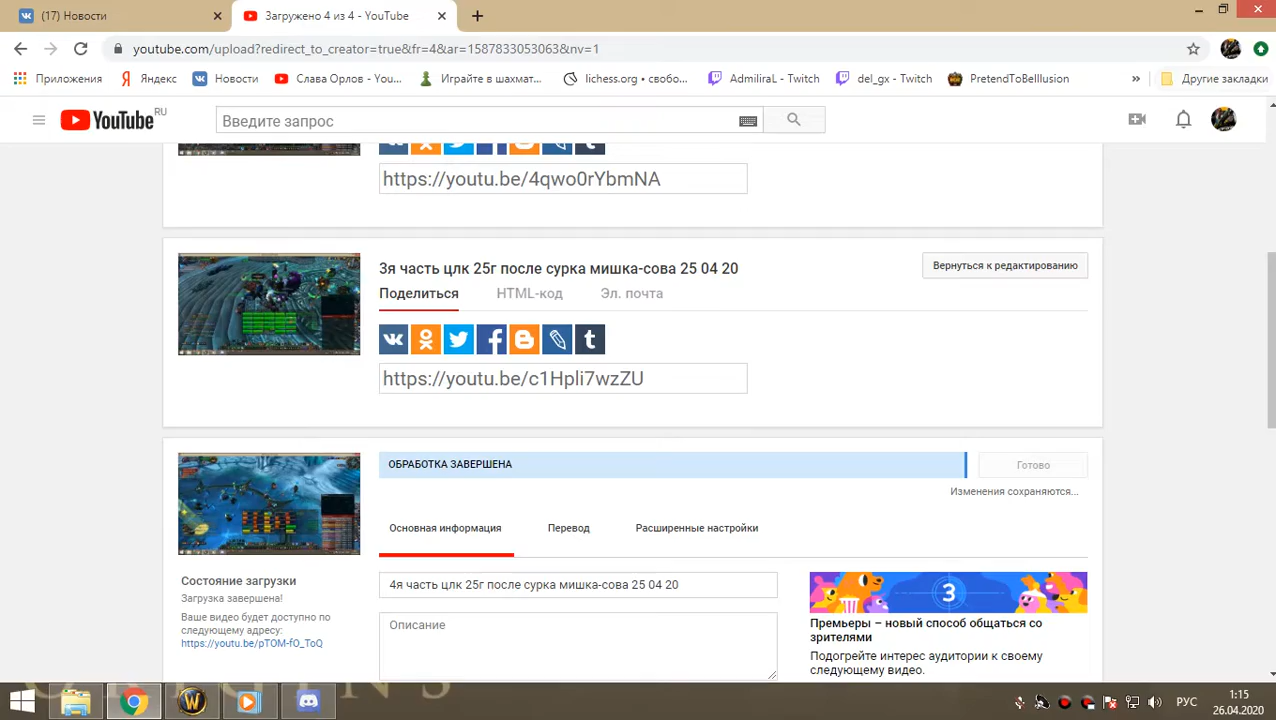 (17) Новости
Загружено 4 из 4 - YouTube
youtube.com/upload?redirect_to_creator=true&fr=4&ar=1587833053063&nv=1
Приложения
Яндекс
Новости
Слава Орлов - You...
Играйте в шахмат...
lichess.org • свобо...
AdmiraL - Twitch
del_gx - Twitch
PretendToBeIllusion
»
Другие закладки
YouTube RU
Введите запрос
https://youtu.be/4qwo0rYbmNA
3я часть цлк 25г после сурка мишка-сова 25 04 20
Вернуться к редактированию
Поделиться
HTML-код
Эл. почта
https://youtu.be/c1Hpli7wzZU
ОБРАБОТКА ЗАВЕРШЕНА
Готово
Изменения сохраняются...
Основная информация
Перевод
Расширенные настройки
Состояние загрузки
Загрузка завершена!
Ваше видео будет доступно по
следующему адресу:
https://youtu.be/pTOM-fO_ToQ
4я часть цлк 25г после сурка мишка-сова 25 04 20
Описание
3
Премьеры – новый способ общаться со
зрителями
Подогрейте интерес аудитории к своему
следующему видео.
РУС
1:15
26.04.2020